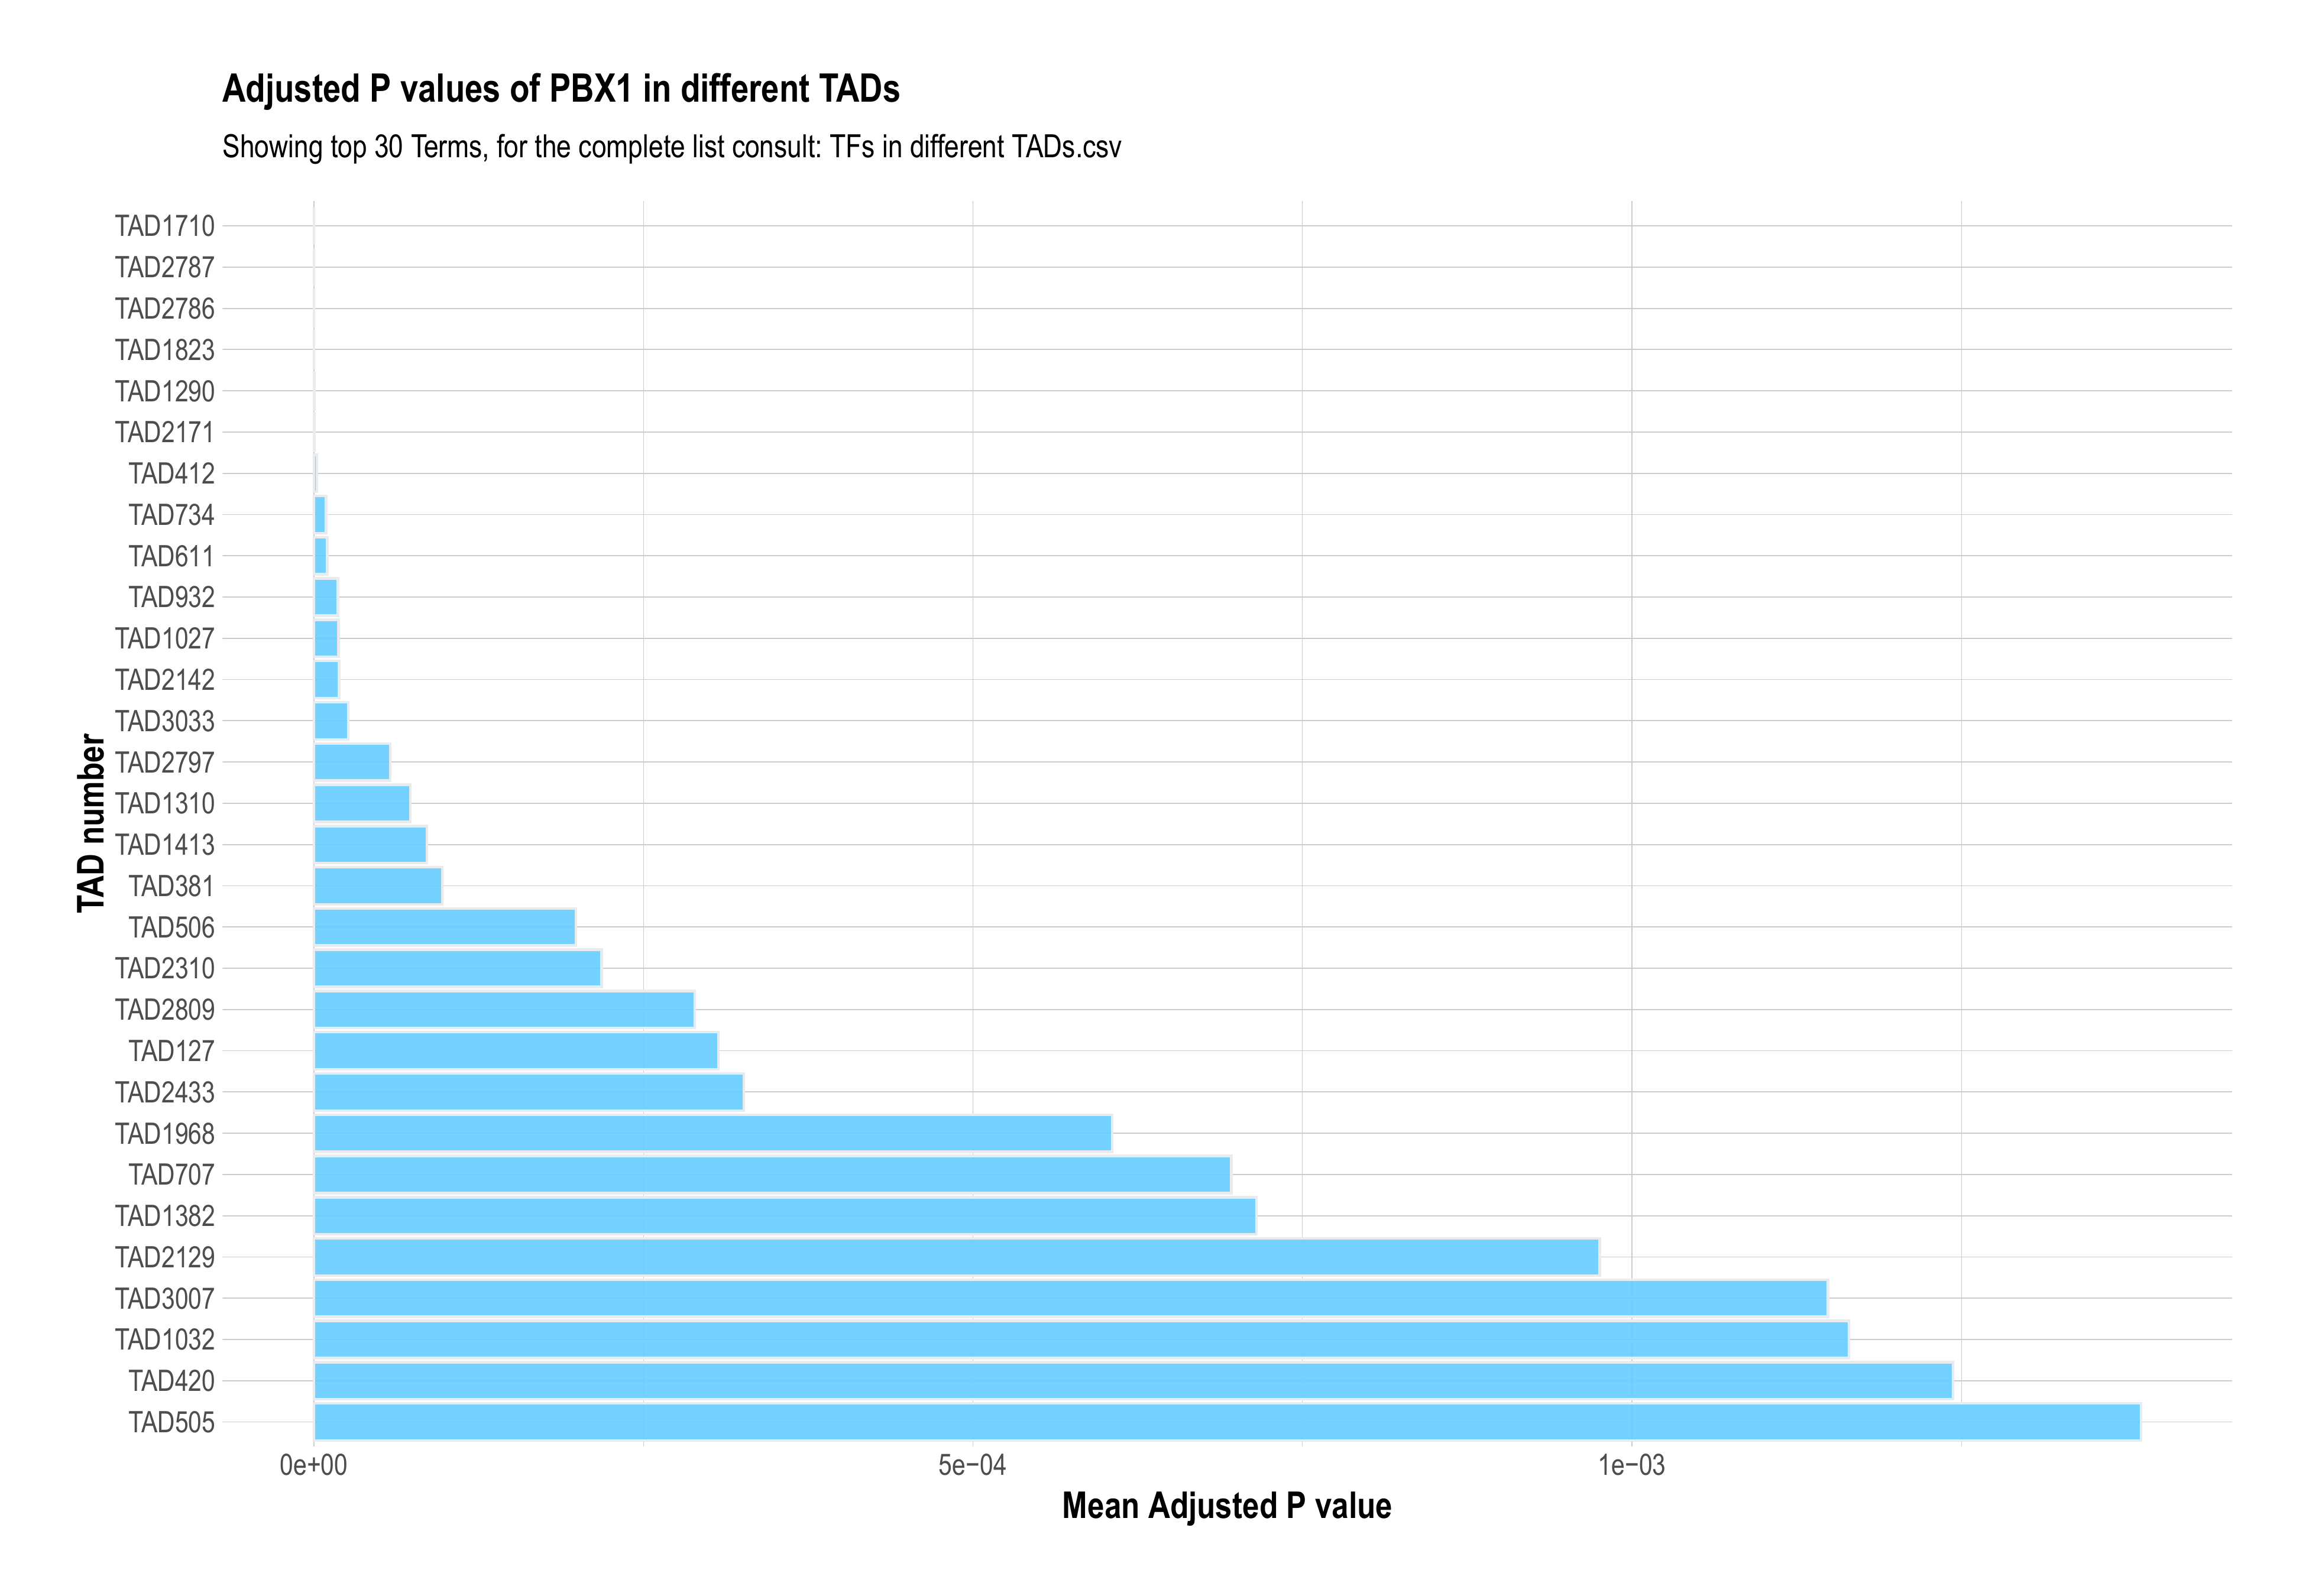 Adjusted P values of PBX1 in different TADs
Showing top 30 Terms, for the complete list consult: TFs in different TADs.csv
TAD number
TAD1710
TAD2787
TAD2786
TAD1823
TAD1290
TAD2171
TAD412
TAD734
TAD611
TAD932
TAD1027
TAD2142
TAD3033
TAD2797
TAD1310
TAD1413
TAD381
TAD506
TAD2310
TAD2809
TAD127
TAD2433
TAD1968
TAD707
TAD1382
TAD2129
TAD3007
TAD1032
TAD420
TAD505
0e+00 5e−04 1e−03
Mean Adjusted P value